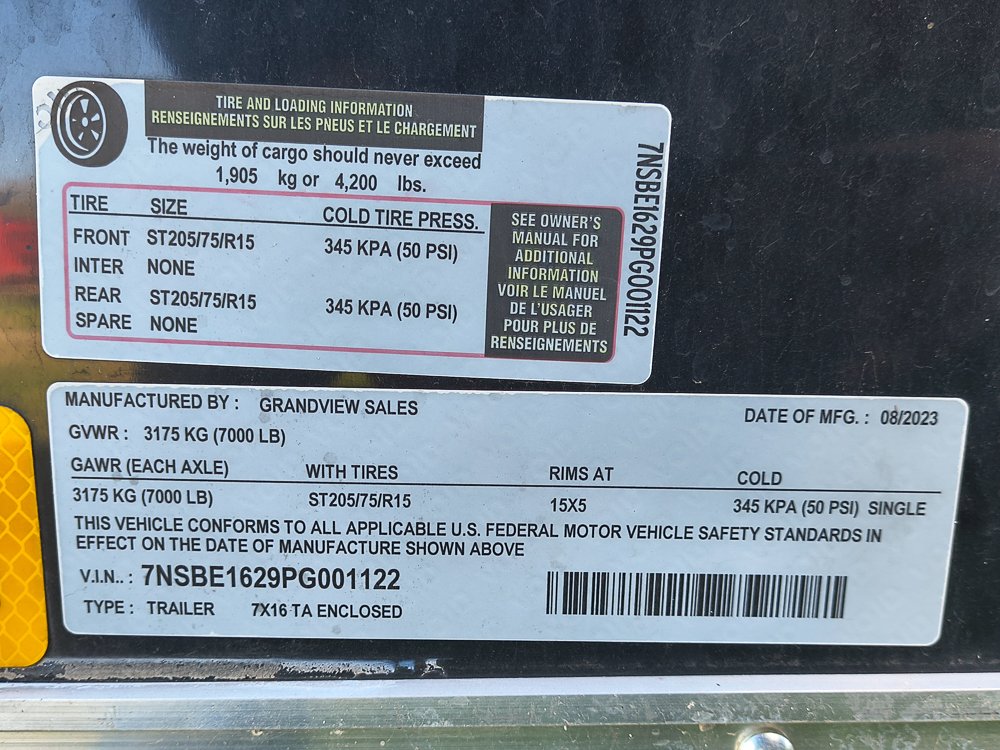 TIRE AND LOADING INFORMATION
RENSEIGNEMENTS SUR LES PNEUS ET LE CHARGEMENT
The weight of cargo should never exceed
1,905 kg or 4,200 lbs.
TIRE SIZE COLD TIRE PRESS.
FRONT ST205/75/R15 345 KPA (50 PSI)
INTER NONE
REAR ST205/75/R15 345 KPA (50 PSI)
SPARE NONE
SEE OWNER'S
MANUAL FOR
ADDITIONAL
INFORMATION
VOIR LE MANUEL
DE L'USAGER
POUR PLUS DE
RENSEIGNEMENTS
7NSBE1629PG001122
MANUFACTURED BY : GRANDVIEW SALES DATE OF MFG. : 08/2023
GVWR : 3175 KG (7000 LB)
GAWR (EACH AXLE) WITH TIRES RIMS AT COLD
3175 KG (7000 LB) ST205/75/R15 15X5 345 KPA (50 PSI) SINGLE
THIS VEHICLE CONFORMS TO ALL APPLICABLE U.S. FEDERAL MOTOR VEHICLE SAFETY STANDARDS IN
EFFECT ON THE DATE OF MANUFACTURE SHOWN ABOVE
V.I.N.. : 7NSBE1629PG001122
TYPE : TRAILER 7X16 TA ENCLOSED